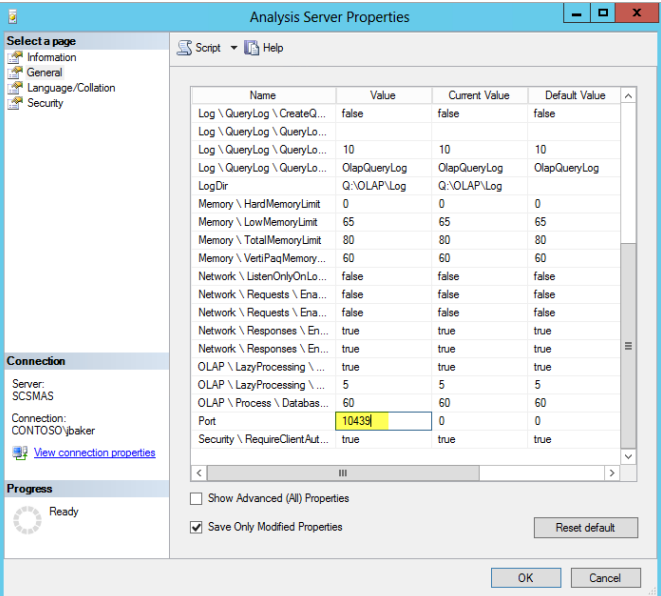 Analysis Server Properties
Select a page
Information
General
Language/Collation
Security
Script Help
Name Value Current Value Default Value
Log \ QueryLog \ CreateQ... false false false
Log \ QueryLog \ QueryLo...
Log \ QueryLog \ QueryLo... 10 10 10
Log \ QueryLog \ QueryLo... OlapQueryLog OlapQueryLog OlapQueryLog
LogDir Q:\OLAP\Log Q:\OLAP\Log
Memory \ HardMemoryLimit 0 0 0
Memory \ LowMemoryLimit 65 65 65
Memory \ TotalMemoryLimit 80 80 80
Memory \ VertiPaqMemory... 60 60 60
Network \ ListenOnlyOnLo... false false false
Network \ Requests \ Ena... false false false
Network \ Requests \ Ena... false false false
Network \ Responses \ En... true true true
Network \ Responses \ En... true true true
OLAP \ LazyProcessing \ ... true true true
OLAP \ LazyProcessing \ ... 5 5 5
OLAP \ Process \ Databas... 60 60 60
Port 10439 0 0
Security \ RequireClientAut... true true true
Connection
Server:
SCSMAS
Connection:
CONTOSO\jbaker
View connection properties
Progress
Ready
Show Advanced (All) Properties
Save Only Modified Properties
Reset default
OK Cancel